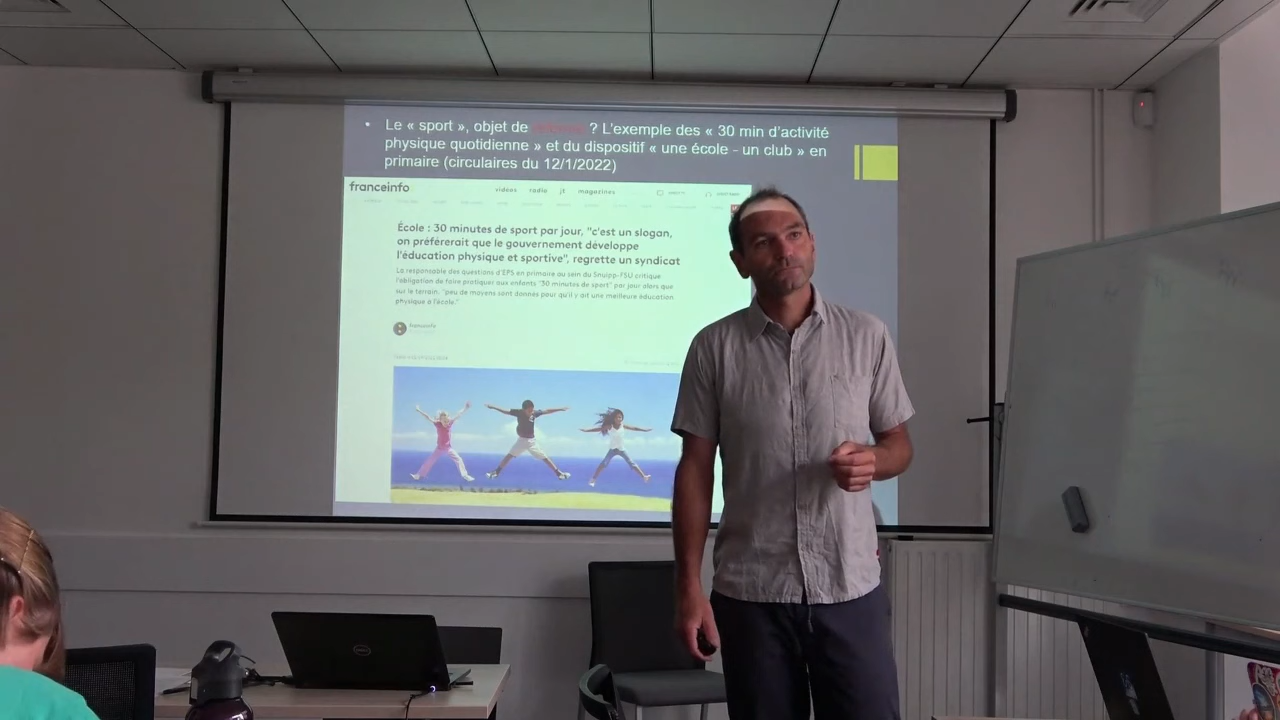 • Le « sport », objet de ? L'exemple des « 30 min d'activité
physique quotidienne » et du dispositif « une école - un club » en
primaire (circulaires du 12/1/2022)
franceinfo
vidéos radio jt magazines
École : 30 minutes de sport par jour, "c'est un slogan,
on préférerait que le gouvernement développe
l'éducation physique et sportive", regrette un syndicat
La responsable des questions d'EPS en primaire au sein du Snuipp-FSU critique
l'obligation de faire pratiquer aux enfants "30 minutes de sport" par jour alors que
sur le terrain, "peu de moyens sont donnés pour qu'il y ait une meilleure éducation
physique à l'école."
franceinfo
DELL